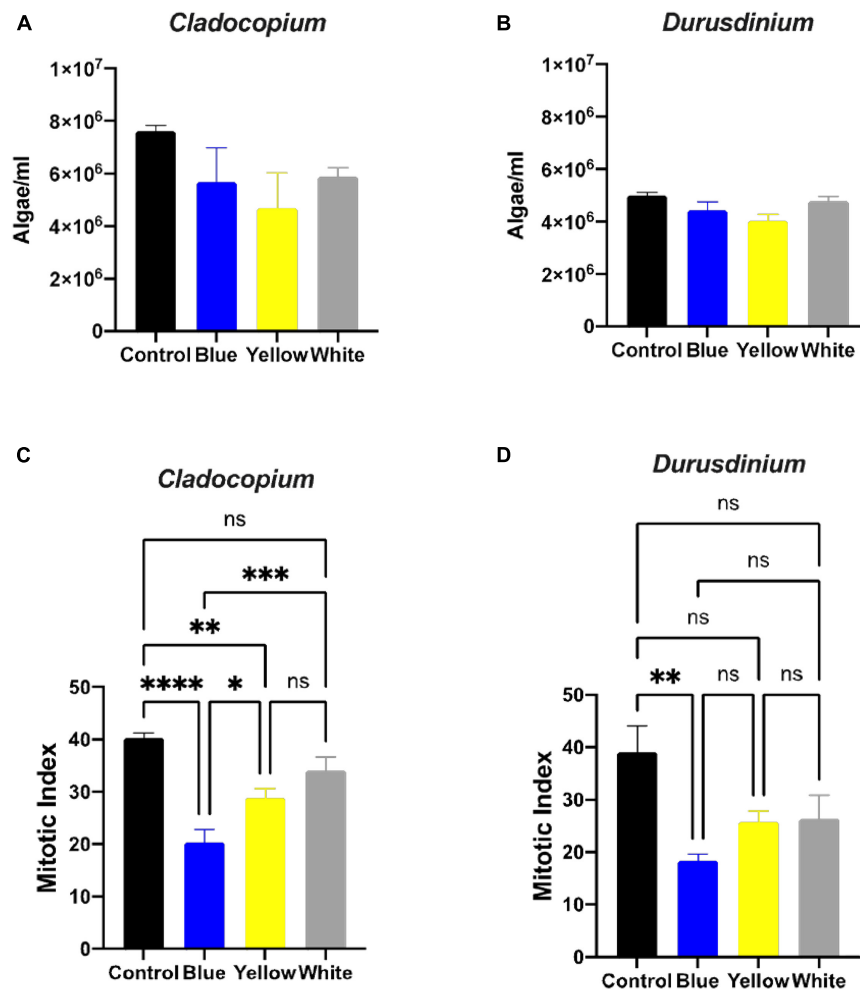 A
Cladocopium
1×10⁷
8×10⁶
6×10⁶
4×10⁶
2×10⁶
0
Algae/ml
Control Blue Yellow White
B
Durusdinium
1×10⁷
8×10⁶
6×10⁶
4×10⁶
2×10⁶
0
Algae/ml
Control Blue Yellow White
C
Cladocopium
ns
***
**
**** * ns
50
40
30
20
10
0
Mitotic Index
Control Blue Yellow White
D
Durusdinium
ns
ns
ns
** ns ns
50
40
30
20
10
0
Mitotic Index
Control Blue Yellow White